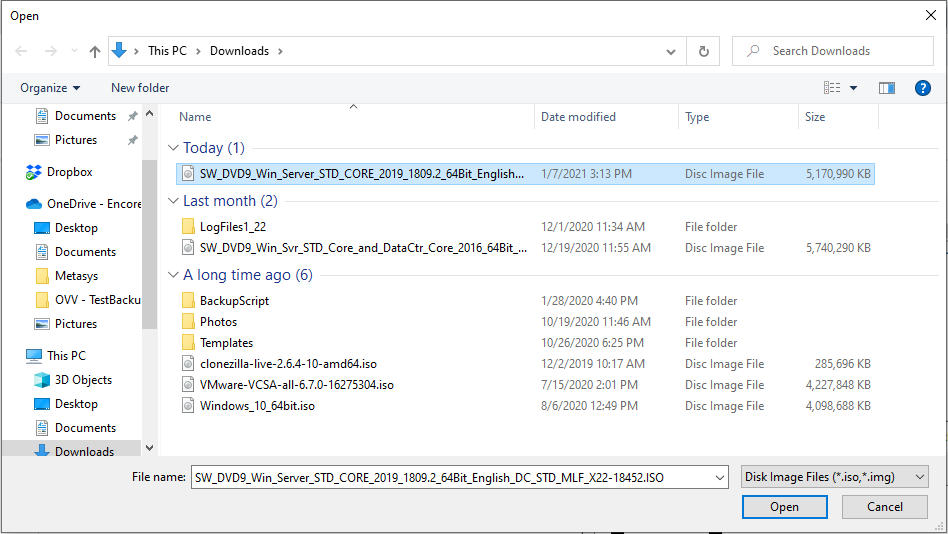 Open
This PC > Downloads >
Search Downloads
Organize
New folder
Documents
Pictures
Dropbox
OneDrive - Encore
Desktop
Documents
Metasys
OVV - TestBacku
Pictures
This PC
3D Objects
Desktop
Documents
Downloads
Name Date modified Type Size
Today (1)
SW_DVD9_Win_Server_STD_CORE_2019_1809.2_64Bit_English... 1/7/2021 3:13 PM Disc Image File 5,170,990 KB
Last month (2)
LogFiles1_22 12/1/2020 11:34 AM File folder
SW_DVD9_Win_Svr_STD_Core_and_DataCtr_Core_2016_64Bit_... 12/19/2020 11:55 AM Disc Image File 5,740,290 KB
A long time ago (6)
BackupScript 1/28/2020 4:40 PM File folder
Photos 10/19/2020 11:46 AM File folder
Templates 10/26/2020 6:25 PM File folder
clonezilla-live-2.6.4-10-amd64.iso 12/2/2019 10:17 AM Disc Image File 285,696 KB
VMware-VCSA-all-6.7.0-16275304.iso 7/15/2020 2:01 PM Disc Image File 4,227,848 KB
Windows_10_64bit.iso 8/6/2020 12:49 PM Disc Image File 4,098,688 KB
File name: SW_DVD9_Win_Server_STD_CORE_2019_1809.2_64Bit_English_DC_STD_MLF_X22-18452.ISO
Disk Image Files (*.iso,*.img)
Open Cancel